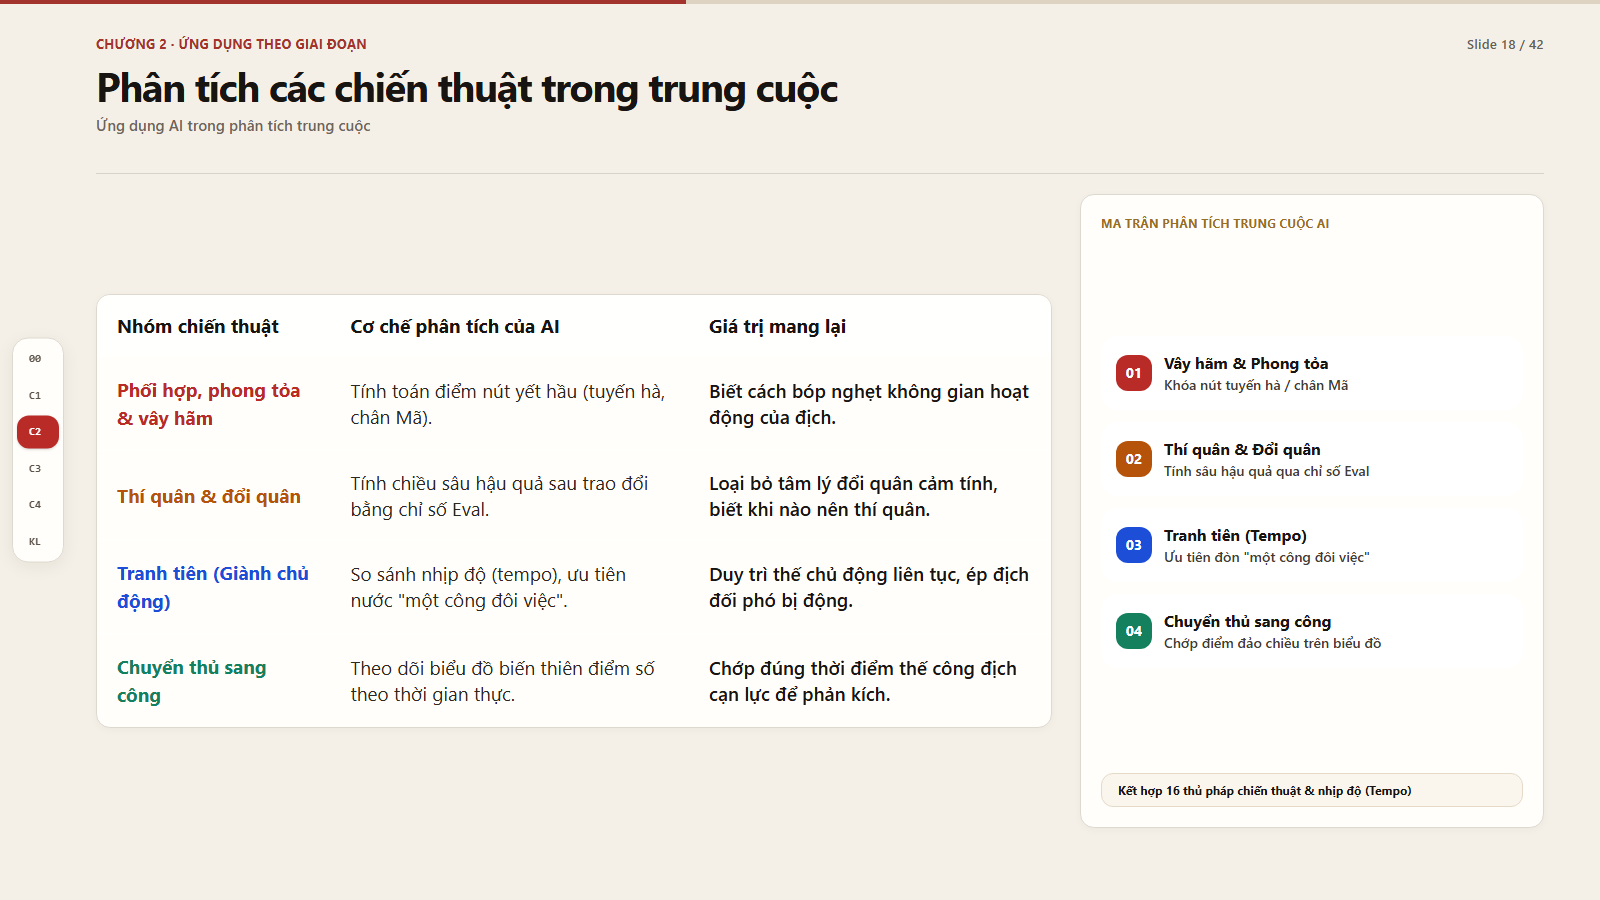 CHƯƠNG 2 · ỨNG DỤNG THEO GIAI ĐOẠN
Slide 18 / 42
Phân tích các chiến thuật trong trung cuộc
Ứng dụng AI trong phân tích trung cuộc
00
C1
C2
C3
C4
KL
Nhóm chiến thuật
Cơ chế phân tích của AI
Giá trị mang lại
Phối hợp, phong tỏa
& vây hãm
Tính toán điểm nút yết hầu (tuyến hà,
chân Mã).
Biết cách bóp nghẹt không gian hoạt
động của địch.
Thí quân & đổi quân
Tính chiều sâu hậu quả sau trao đổi
bằng chỉ số Eval.
Loại bỏ tâm lý đổi quân cảm tính,
biết khi nào nên thí quân.
Tranh tiên (Giành chủ
động)
So sánh nhịp độ (tempo), ưu tiên
nước "một công đôi việc".
Duy trì thế chủ động liên tục, ép địch
đối phó bị động.
Chuyển thủ sang
công
Theo dõi biểu đồ biến thiên điểm số
theo thời gian thực.
Chớp đúng thời điểm thế công địch
cạn lực để phản kích.
MA TRẬN PHÂN TÍCH TRUNG CUỘC AI
01
Vây hãm & Phong tỏa
Khóa nút tuyến hà / chân Mã
02
Thí quân & Đổi quân
Tính sâu hậu quả qua chỉ số Eval
03
Tranh tiên (Tempo)
Ưu tiên đòn "một công đôi việc"
04
Chuyển thủ sang công
Chớp điểm đảo chiều trên biểu đồ
Kết hợp 16 thủ pháp chiến thuật & nhịp độ (Tempo)